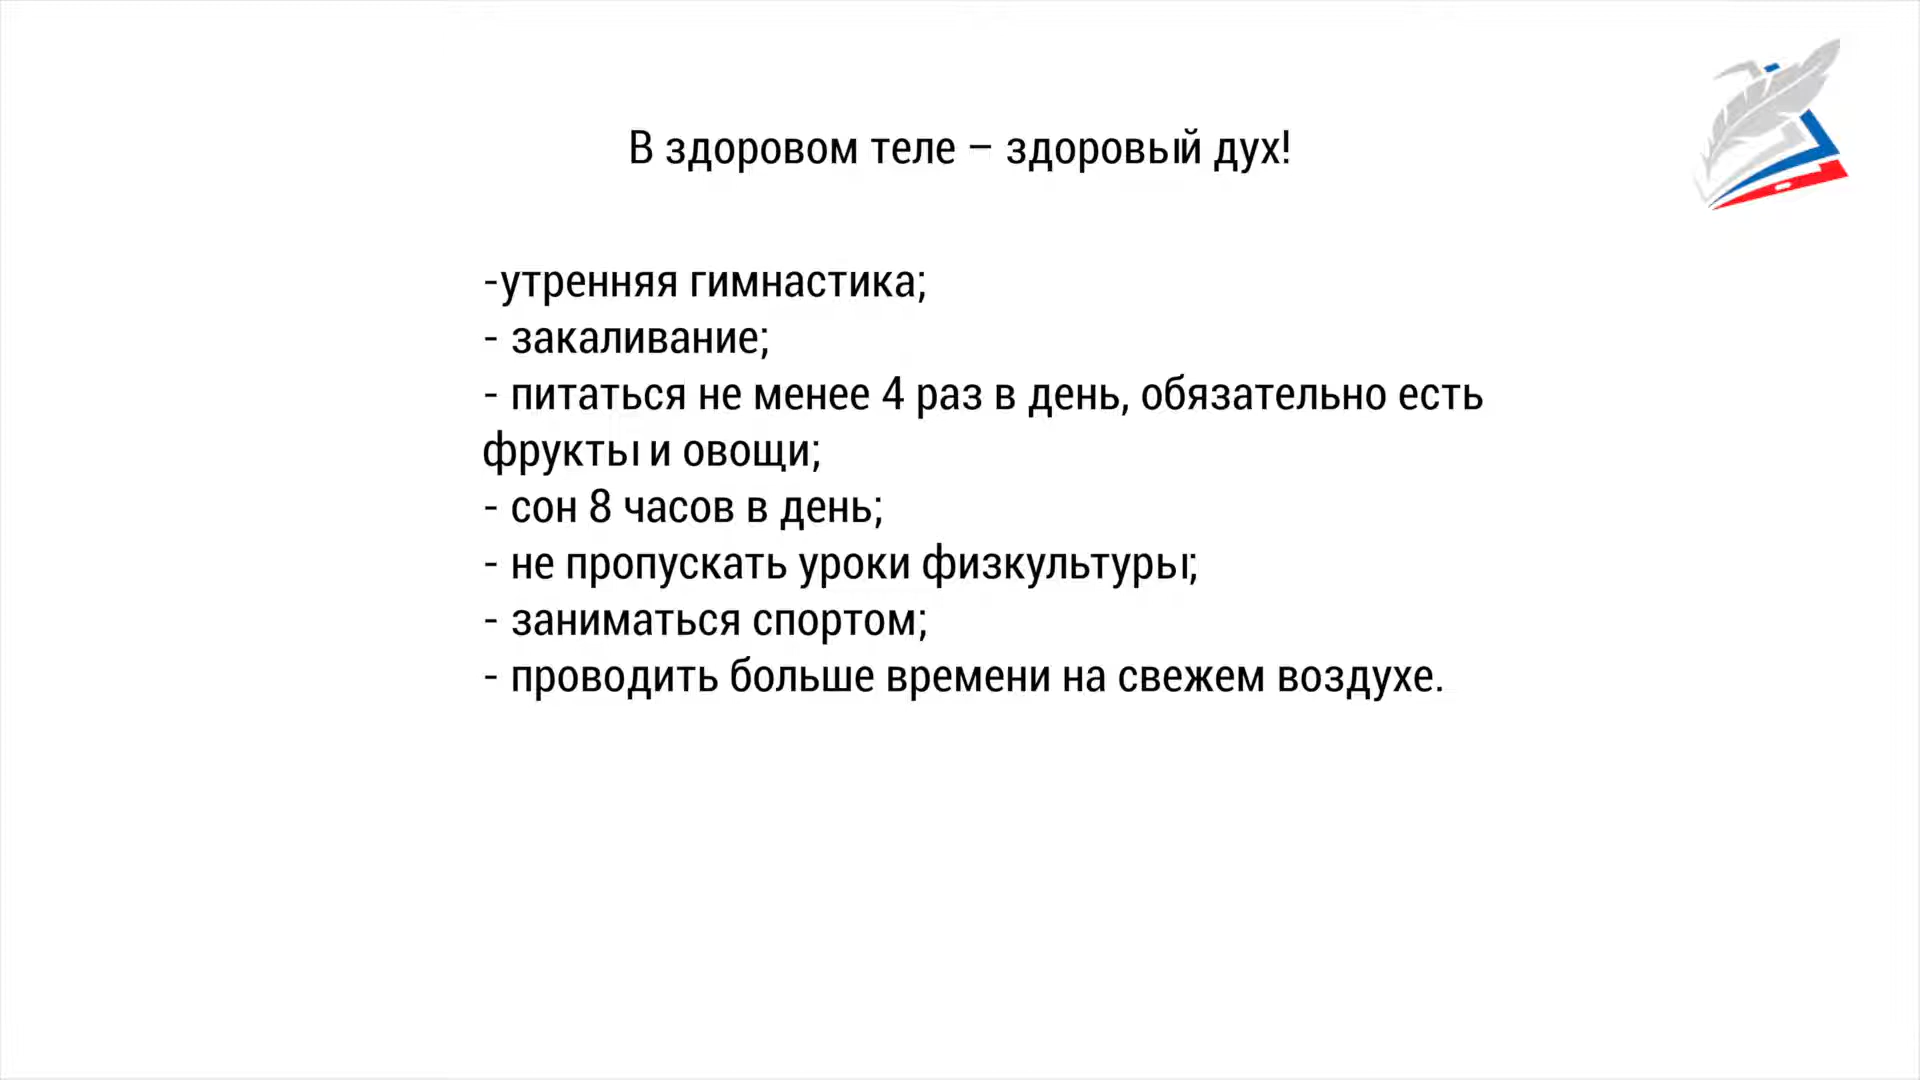 В здоровом теле – здоровый дух!
-утренняя гимнастика;
- закаливание;
- питаться не менее 4 раз в день, обязательно есть
фрукты и овощи;
- сон 8 часов в день;
- не пропускать уроки физкультуры;
- заниматься спортом;
- проводить больше времени на свежем воздухе.